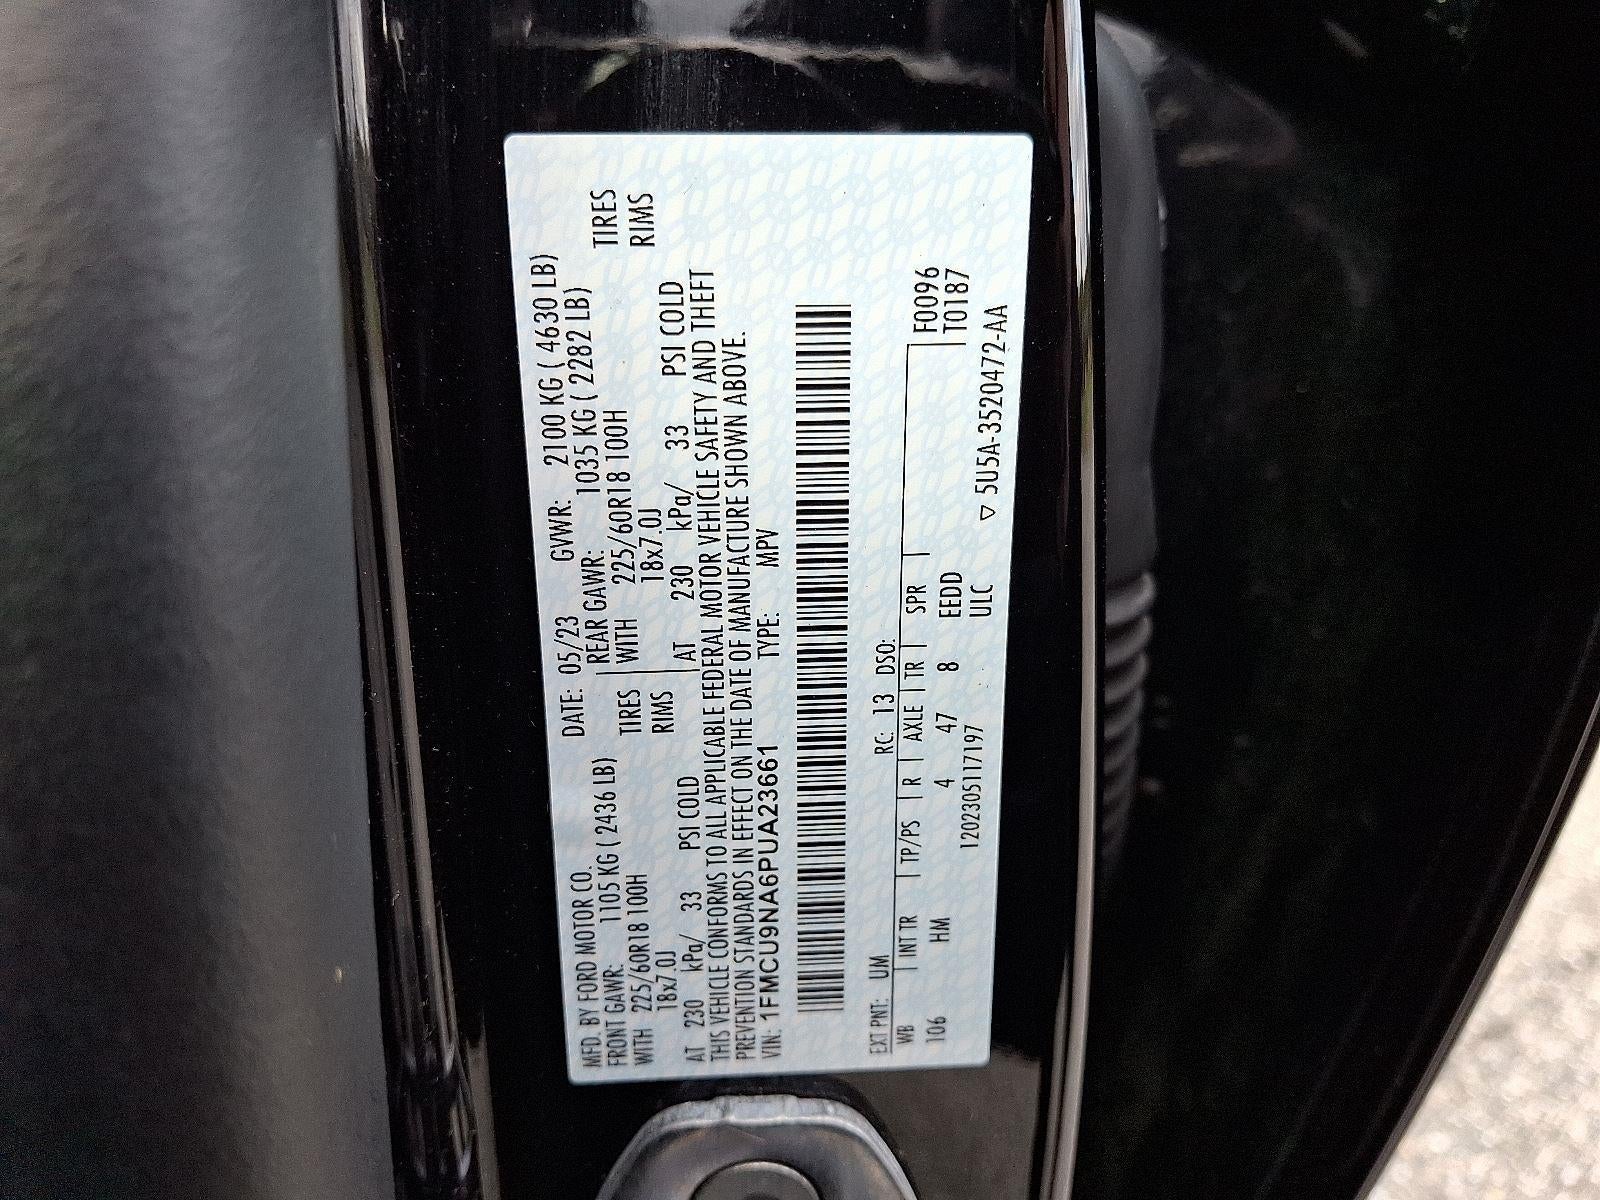 MFD. BY FORD MOTOR CO. DATE: 05/23 GVWR: 2100 KG ( 4630 LB)
FRONT GAWR: 1105 KG ( 2436 LB) REAR GAWR: 1035 KG ( 2282 LB)
WITH 225/60R18 100H TIRES WITH 225/60R18 100H TIRES
18x7.0J RIMS 18x7.0J RIMS
AT 230 kPa/ 33 PSI COLD AT 230 kPa/ 33 PSI COLD
THIS VEHICLE CONFORMS TO ALL APPLICABLE FEDERAL MOTOR VEHICLE SAFETY AND THEFT
PREVENTION STANDARDS IN EFFECT ON THE DATE OF MANUFACTURE SHOWN ABOVE.
VIN: 1FMCU9NA6PUA23661 TYPE: MPV
EXT PNT: UM RC: 13 DSO:
WB INT TR TP/PS R AXLE TR SPR F0096
106 HM 4 47 8 EEDD T0187
120230511​7197 ULC
▽ 5U5A-3520472-AA